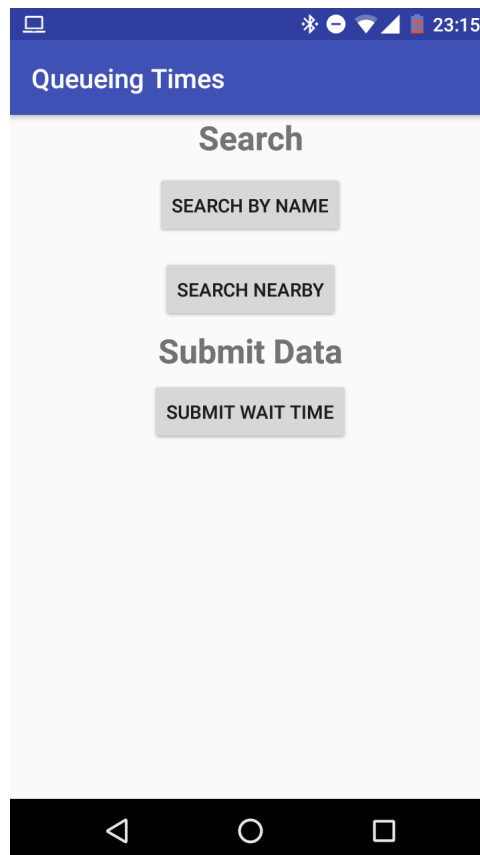 23:15
Queueing Times
Search
SEARCH BY NAME
SEARCH NEARBY
Submit Data
SUBMIT WAIT TIME